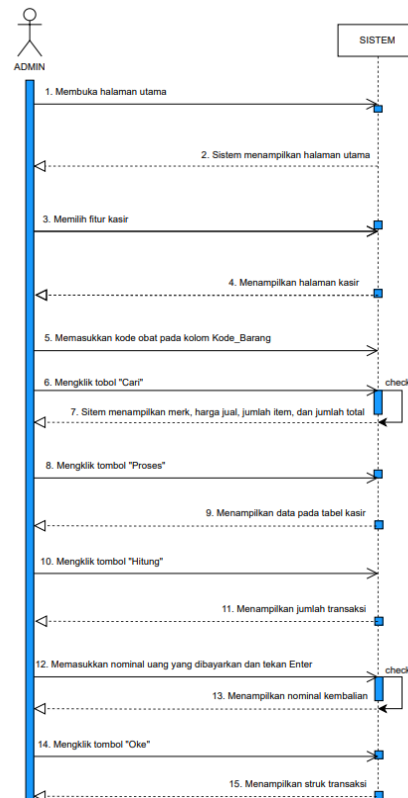 SISTEM
ADMIN
1. Membuka halaman utama
2. Sistem menampilkan halaman utama
3. Memilih fitur kasir
4. Menampilkan halaman kasir
5. Memasukkan kode obat pada kolom Kode_Barang
6. Mengklik tobol "Cari"
check
7. Sitem menampilkan merk, harga jual, jumlah item, dan jumlah total
8. Mengklik tombol "Proses"
9. Menampilkan data pada tabel kasir
10. Mengklik tombol "Hitung"
11. Menampilkan jumlah transaksi
12. Memasukkan nominal uang yang dibayarkan dan tekan Enter
check
13. Menampilkan nominal kembalian
14. Mengklik tombol "Oke"
15. Menampilkan struk transaksi